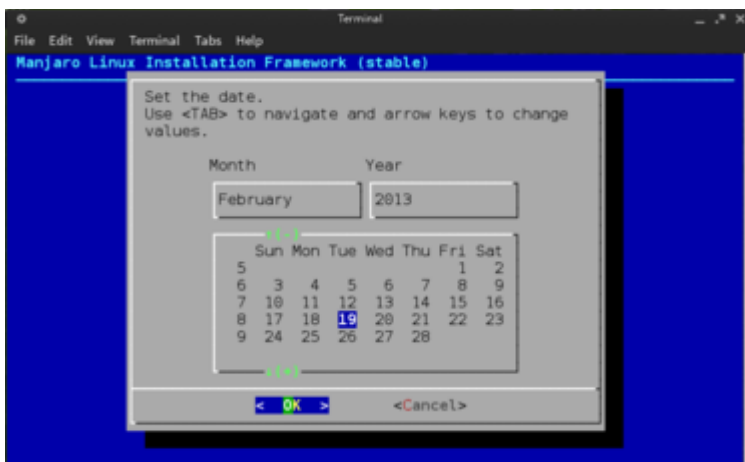 Terminal
File Edit View Terminal Tabs Help
Manjaro Linux Installation Framework (stable)
Set the date.
Use <TAB> to navigate and arrow keys to change
values.
Month Year
February 2013
(-)
Sun Mon Tue Wed Thu Fri Sat
5 1 2
6 3 4 5 6 7 8 9
7 10 11 12 13 14 15 16
8 17 18 19 20 21 22 23
9 24 25 26 27 28
(+)
< OK > <Cancel>